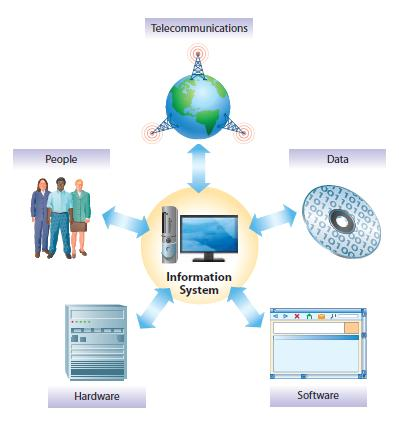 Telecommunications
People
Data
Information
System
Hardware
Software